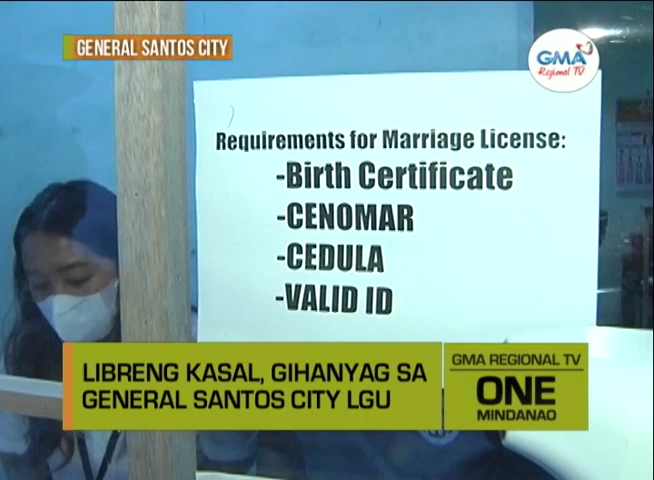 GENERAL SANTOS CITY
GMA
Regional TV
Requirements for Marriage License:
-Birth Certificate
-CENOMAR
-CEDULA
-VALID ID
LIBRENG KASAL, GIHANYAG SA
GENERAL SANTOS CITY LGU
GMA REGIONAL TV
ONE
MINDANAO